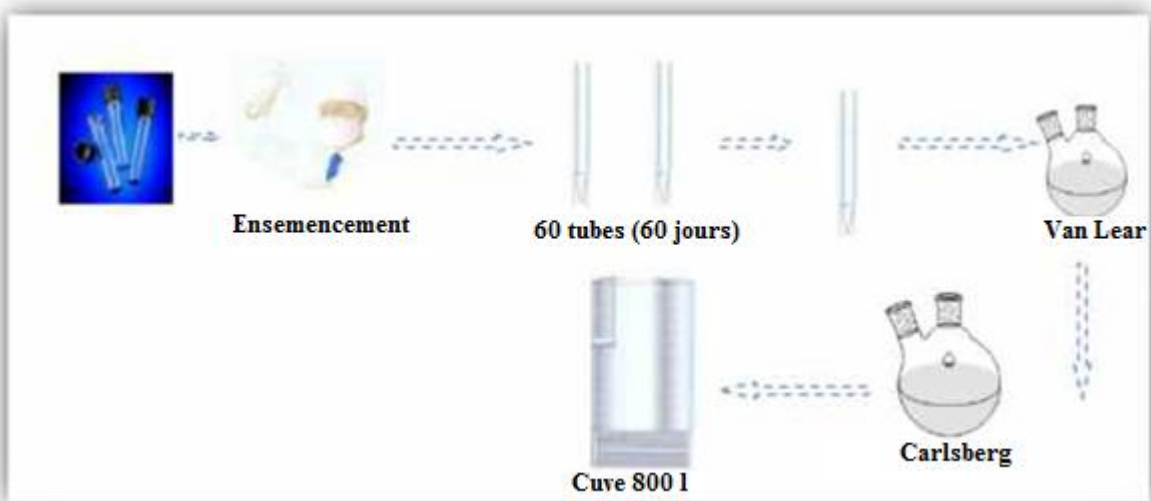 Ensemencement
60 tubes (60 jours)
Van Lear
Carlsberg
Cuve 800 l